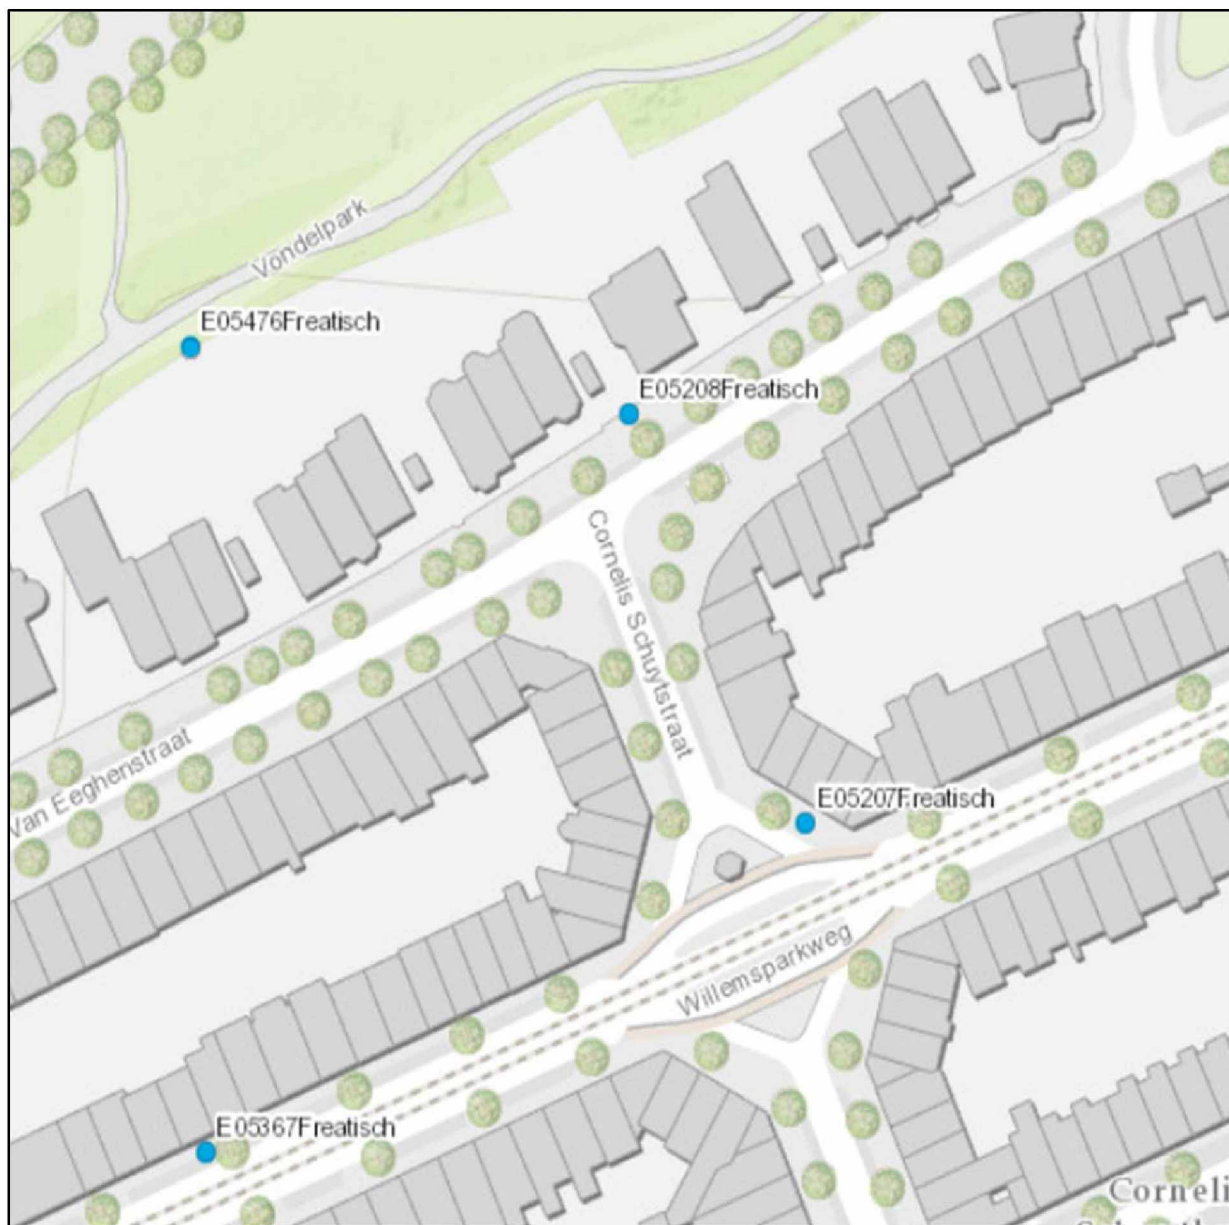 Vondelpark
E05476Freatisch
E05208Freatisch
Cornelis Schuytstraat
Van Eeghenstraat
E05207Freatisch
Willemsparkweg
E05367Freatisch
Corneli